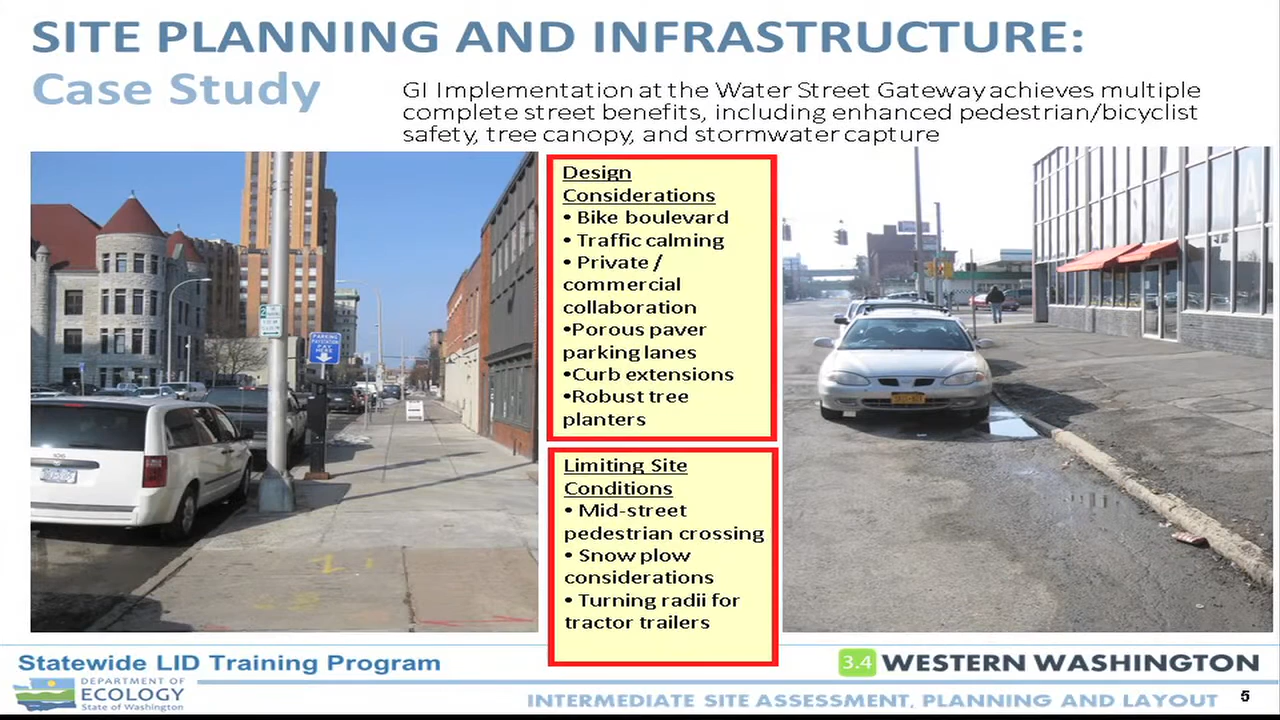 SITE PLANNING AND INFRASTRUCTURE:
Case Study
GI Implementation at the Water Street Gateway achieves multiple
complete street benefits, including enhanced pedestrian/bicyclist
safety, tree canopy, and stormwater capture
Design
Considerations
• Bike boulevard
• Traffic calming
• Private /
commercial
collaboration
•Porous paver
parking lanes
•Curb extensions
•Robust tree
planters
Limiting Site
Conditions
• Mid-street
pedestrian crossing
• Snow plow
considerations
• Turning radii for
tractor trailers
PARKING
PAYSTATION
PAY
HERE
Statewide LID Training Program
DEPARTMENT OF
ECOLOGY
State of Washington
3.4 WESTERN WASHINGTON
INTERMEDIATE SITE ASSESSMENT, PLANNING AND LAYOUT
5